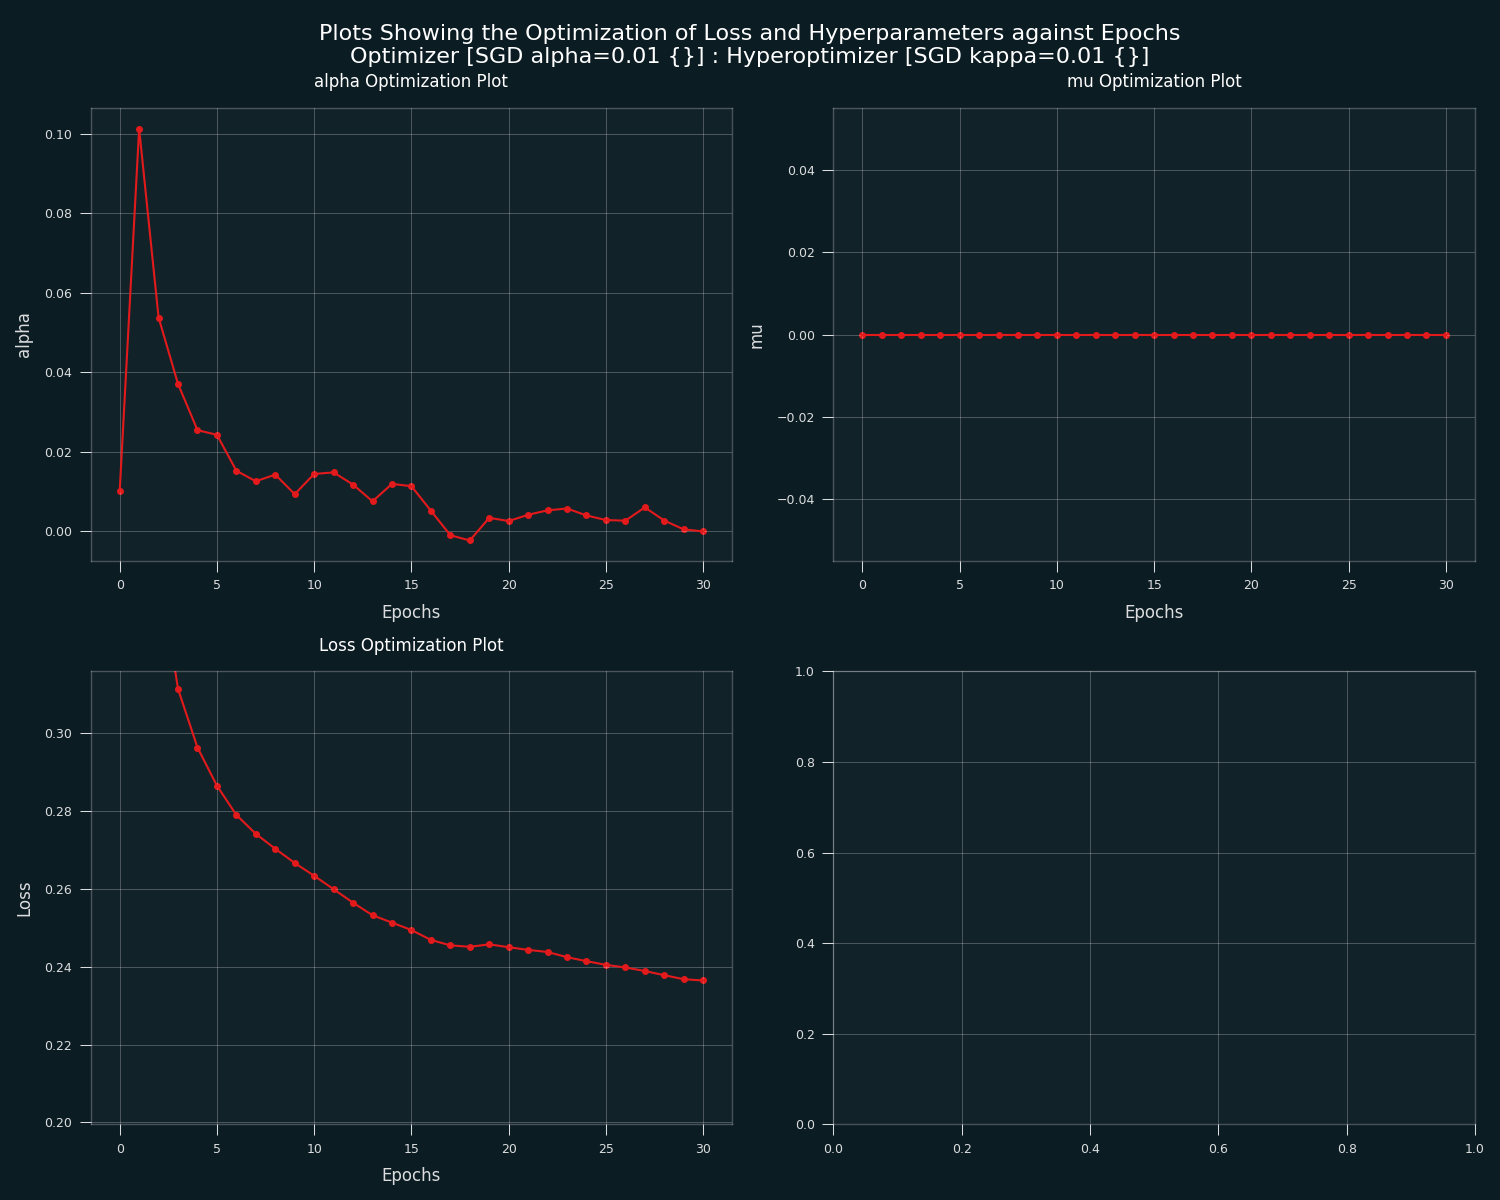 Plots Showing the Optimization of Loss and Hyperparameters against Epochs
Optimizer [SGD alpha=0.01 {}] : Hyperoptimizer [SGD kappa=0.01 {}]
alpha Optimization Plot
alpha
0.10
0.08
0.06
0.04
0.02
0.00
0 5 10 15 20 25 30
Epochs
mu Optimization Plot
mu
0.04
0.02
0.00
−0.02
−0.04
0 5 10 15 20 25 30
Epochs
Loss Optimization Plot
Loss
0.30
0.28
0.26
0.24
0.22
0.20
0 5 10 15 20 25 30
Epochs
1.0
0.8
0.6
0.4
0.2
0.0
0.0 0.2 0.4 0.6 0.8 1.0